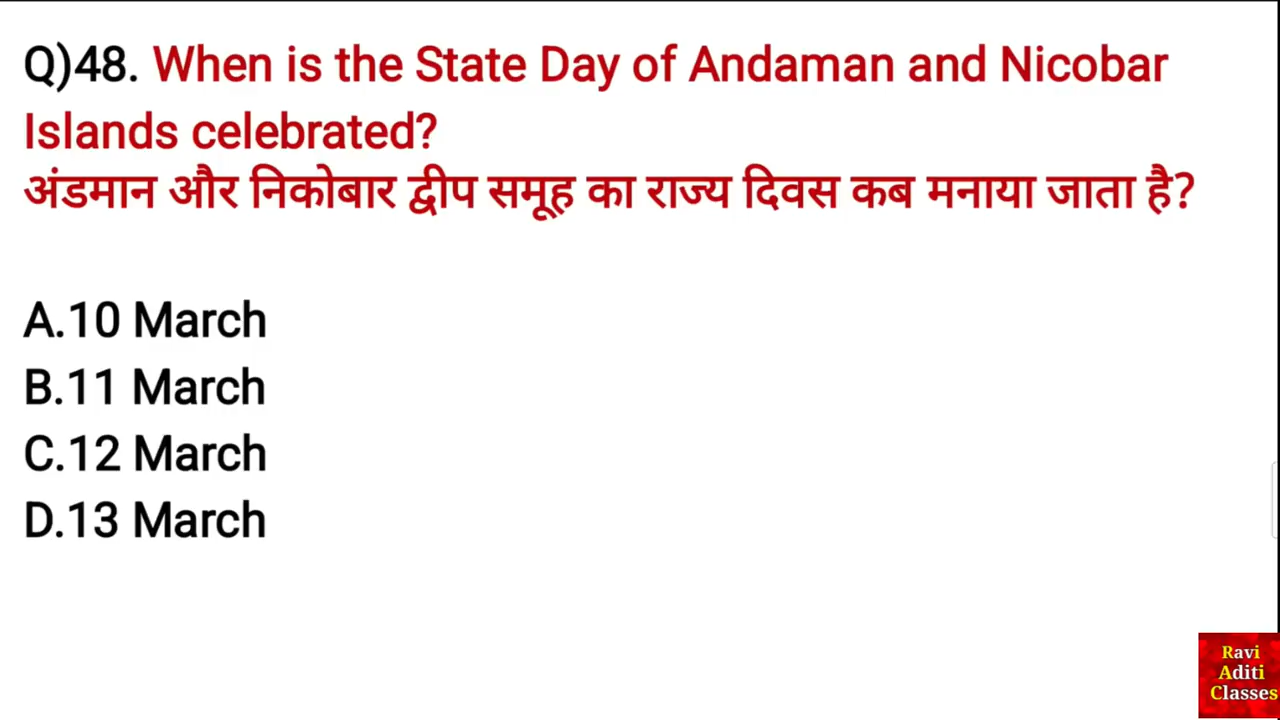 Q)48. When is the State Day of Andaman and Nicobar
Islands celebrated?
अंडमान और निकोबार द्वीप समूह का राज्य दिवस कब मनाया जाता है?
A.10 March
B.11 March
C.12 March
D.13 March
Ravi
Aditi
Classes